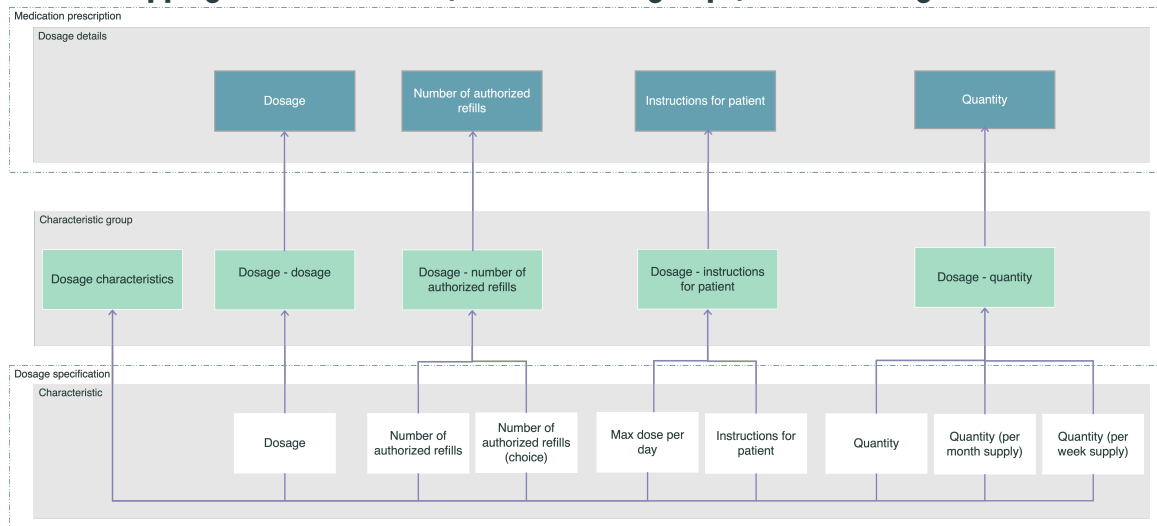 Medication prescription
Dosage details
Dosage
Number of authorized
refills
Instructions for patient
Quantity
Characteristic group
Dosage characteristics
Dosage - dosage
Dosage - number of
authorized refills
Dosage - instructions
for patient
Dosage - quantity
Dosage specification
Characteristic
Dosage
Number of
authorized refills
Number of
authorized refills
(choice)
Max dose per
day
Instructions for
patient
Quantity
Quantity (per
month supply)
Quantity (per
week supply)